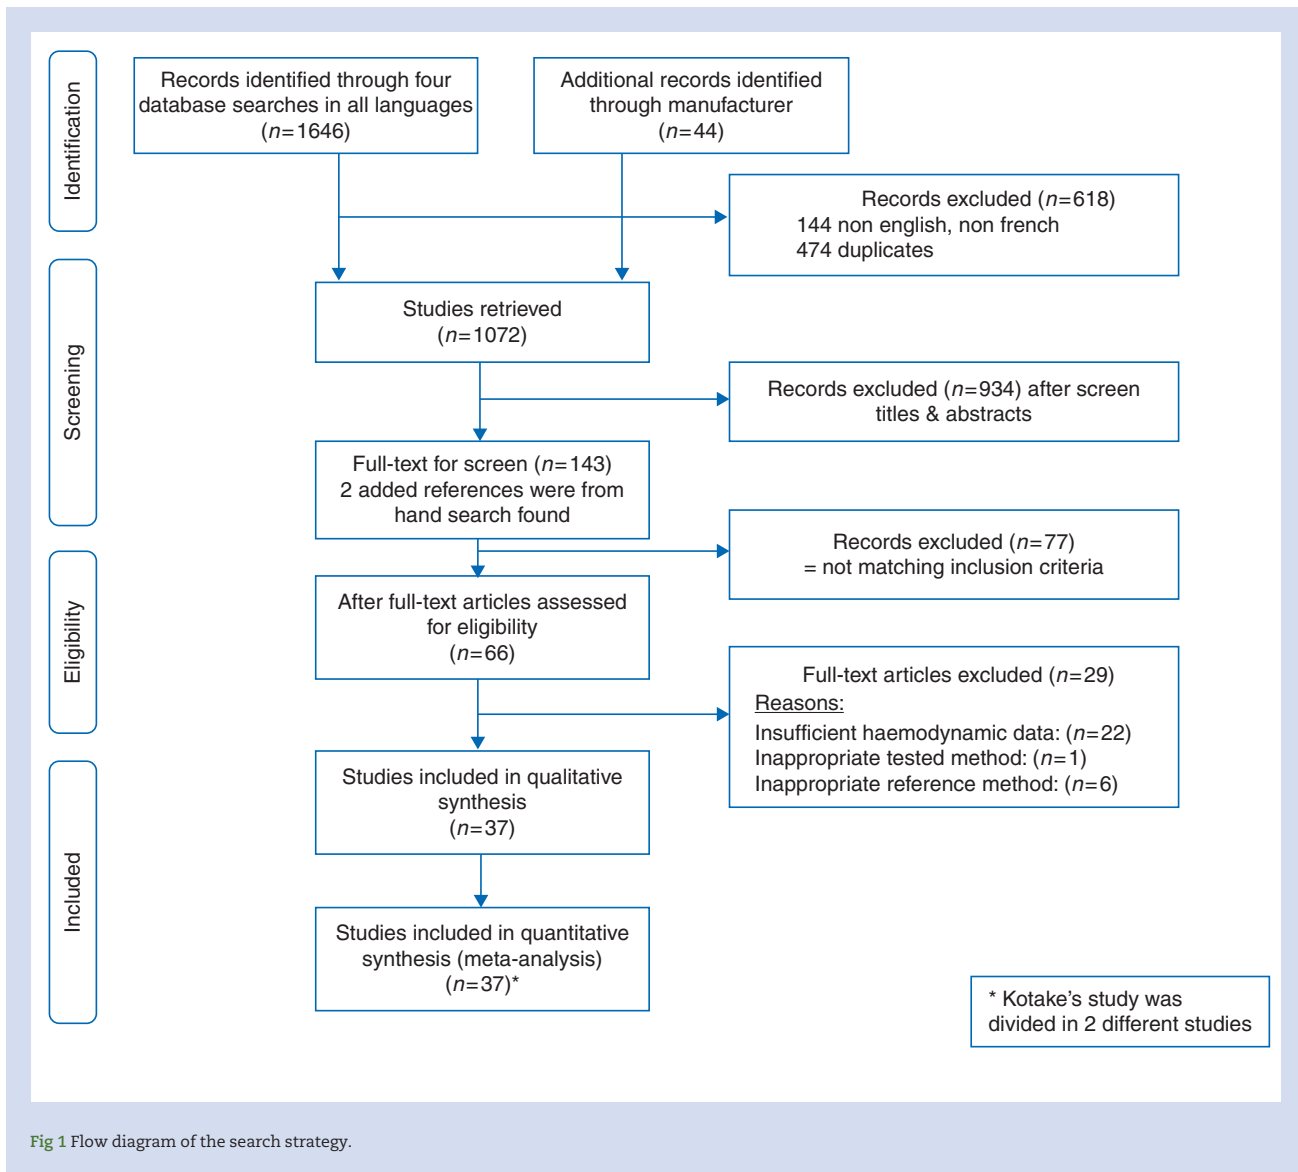 Identification
Records identified through four
database searches in all languages
(n=1646)
Additional records identified
through manufacturer
(n=44)
Records excluded (n=618)
144 non english, non french
474 duplicates
Screening
Studies retrieved
(n=1072)
Records excluded (n=934) after screen
titles & abstracts
Full-text for screen (n=143)
2 added references were from
hand search found
Records excluded (n=77)
= not matching inclusion criteria
Eligibility
After full-text articles assessed
for eligibility
(n=66)
Full-text articles excluded (n=29)
Reasons:
Insufficient haemodynamic data: (n=22)
Inappropriate tested method: (n=1)
Inappropriate reference method: (n=6)
Included
Studies included in qualitative
synthesis
(n=37)
Studies included in quantitative
synthesis (meta-analysis)
(n=37)*
* Kotake's study was
divided in 2 different studies
Fig 1 Flow diagram of the search strategy.